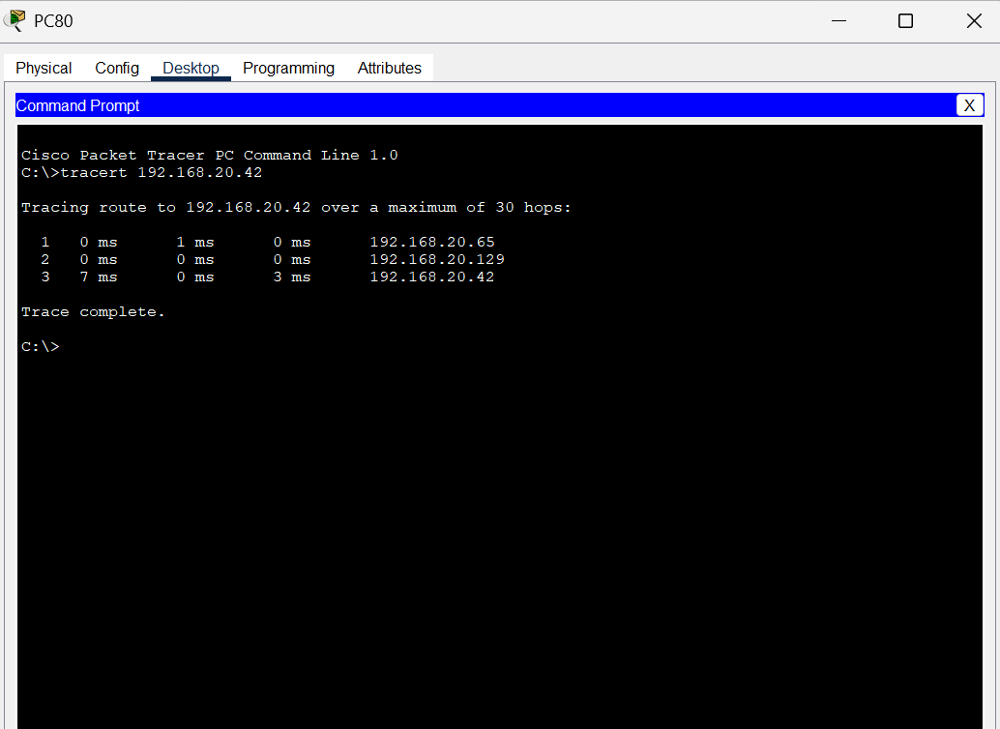 PC80
Physical Config Desktop Programming Attributes
Command Prompt X
Cisco Packet Tracer PC Command Line 1.0
C:\>tracert 192.168.20.42
Tracing route to 192.168.20.42 over a maximum of 30 hops:
1 0 ms 1 ms 0 ms 192.168.20.65
2 0 ms 0 ms 0 ms 192.168.20.129
3 7 ms 0 ms 3 ms 192.168.20.42
Trace complete.
C:\>